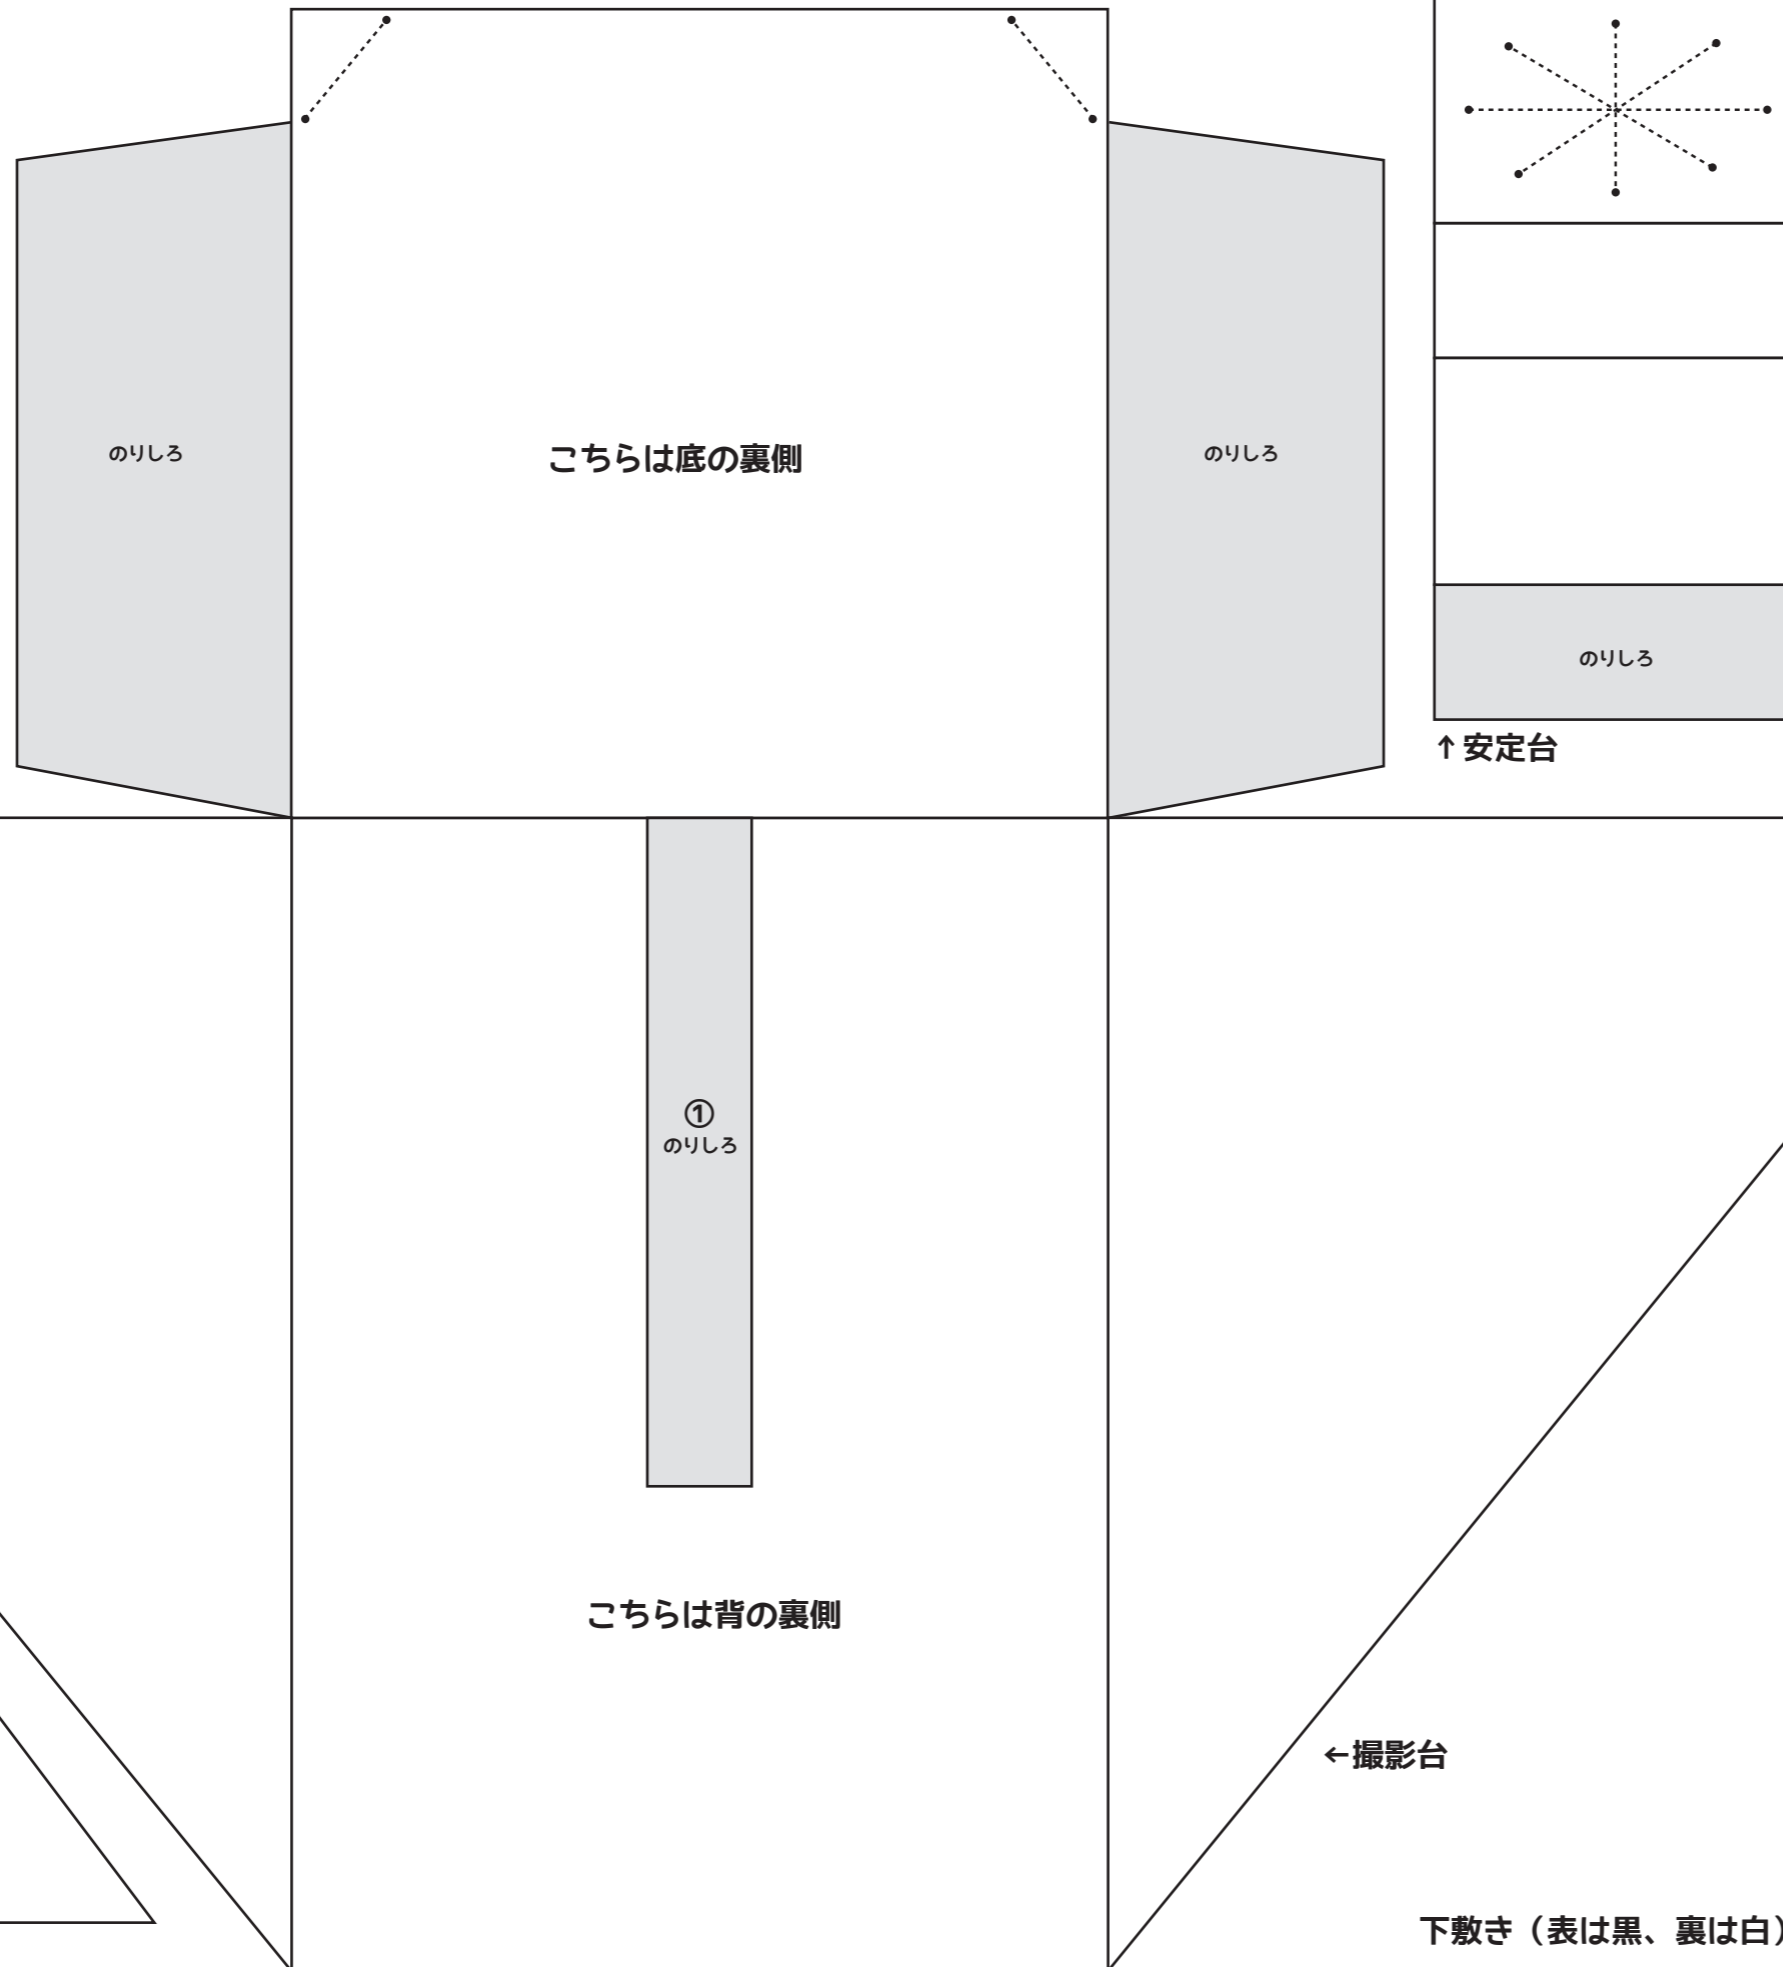 のりしろ
こちらは底の裏側
のりしろ
のりしろ
↑安定台
①
のりしろ
こちらは背の裏側
←撮影台
下敷き（表は黒、裏は白）